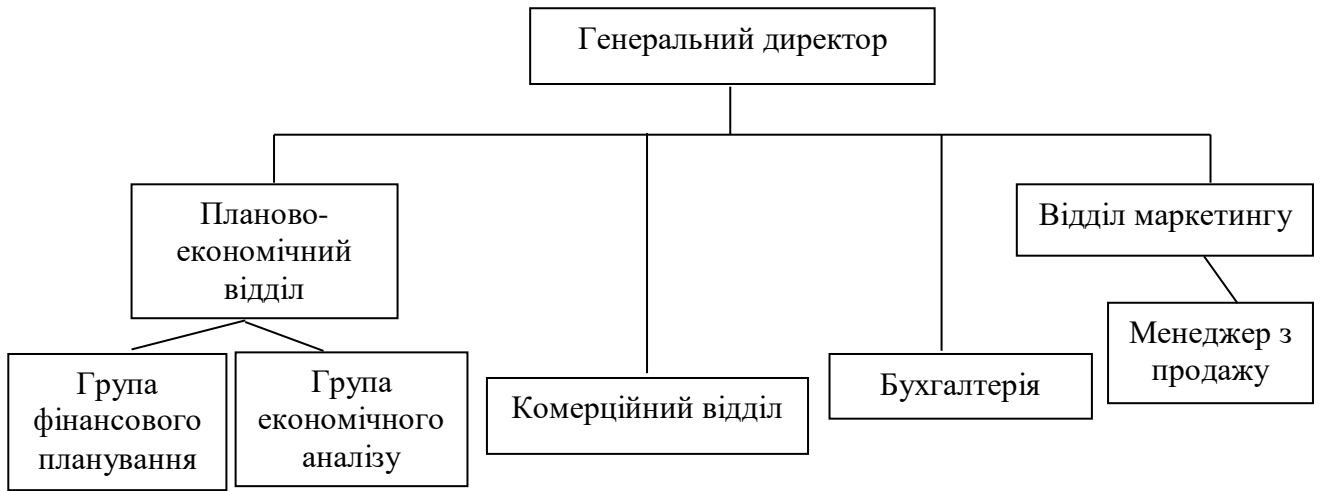 Генеральний директор
Планово-
економічний
відділ
Відділ маркетингу
Група
фінансового
планування
Група
економічного
аналізу
Комерційний відділ
Бухгалтерія
Менеджер з
продажу